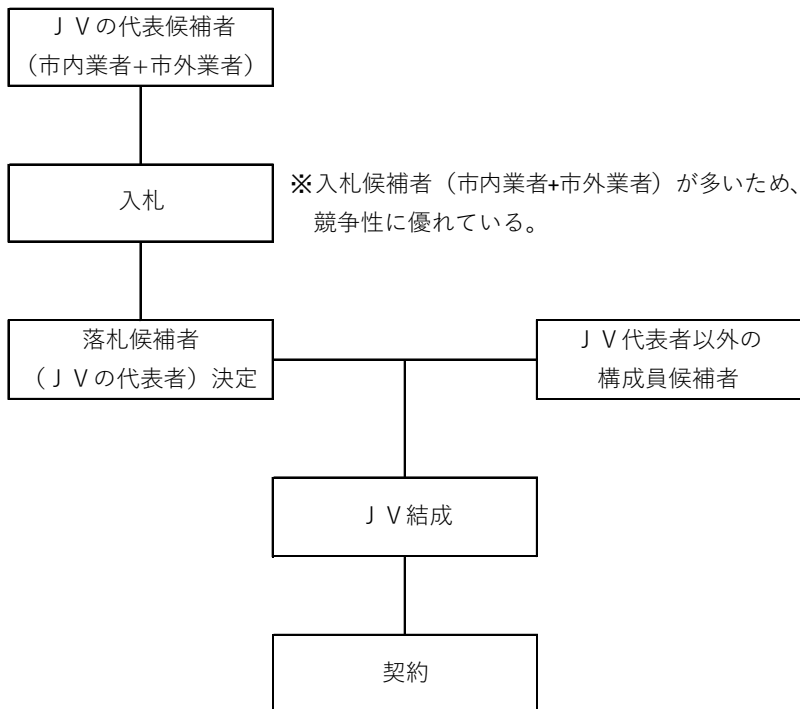 ＪＶの代表候補者
（市内業者+市外業者）
入札
※入札候補者（市内業者+市外業者）が多いため、
競争性に優れている。
落札候補者
（ＪＶの代表者）決定
ＪＶ代表者以外の
構成員候補者
ＪＶ結成
契約